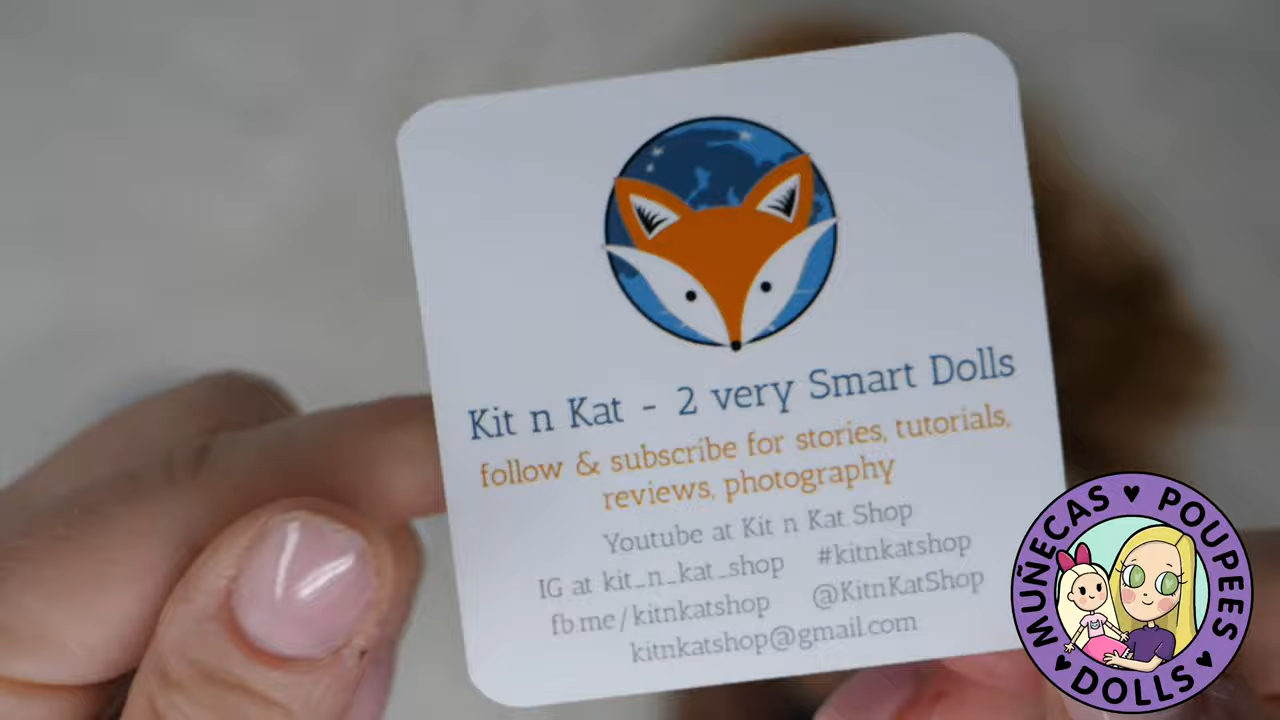 Kit n Kat - 2 very Smart Dolls
follow & subscribe for stories, tutorials,
reviews, photography
Youtube at Kit n Kat Shop
IG at kit_n_kat_shop #kitnkatshop
fb.me/kitnkatshop @KitnKatShop
kitnkatshop@gmail.com
MUÑECAS ♥ POUPEES ♥ DOLLS ♥